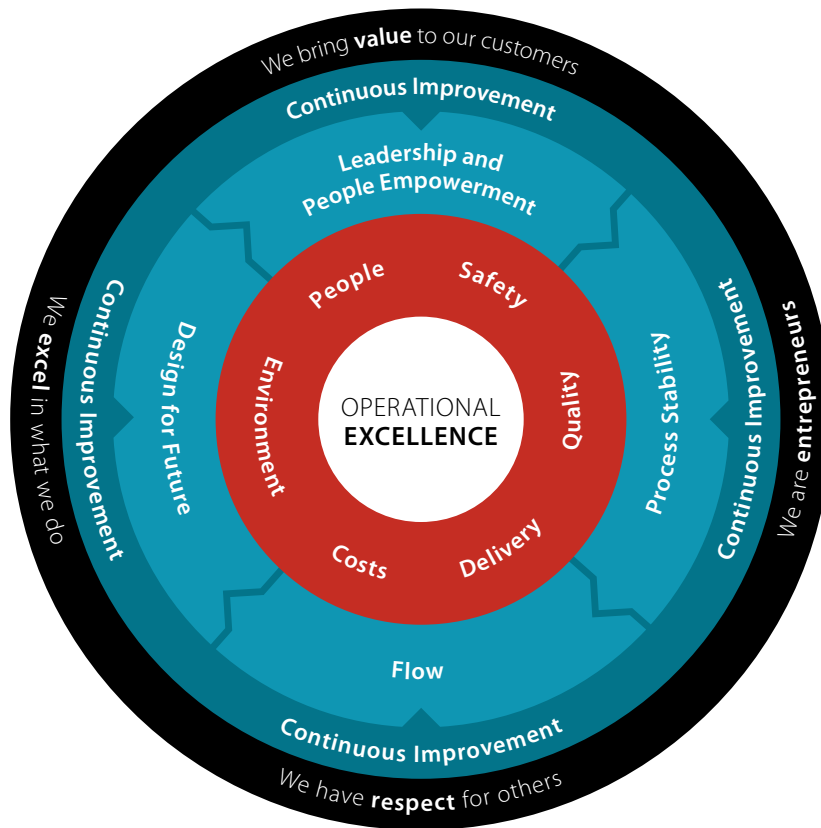 We bring value to our customers
Continuous Improvement
Leadership and
People Empowerment
People
Safety
We excel in what we do
Continuous Improvement
Design for Future
Environment
OPERATIONAL
EXCELLENCE
Quality
Process Stability
Continuous Improvement
We are entrepreneurs
Costs
Delivery
Flow
Continuous Improvement
We have respect for others